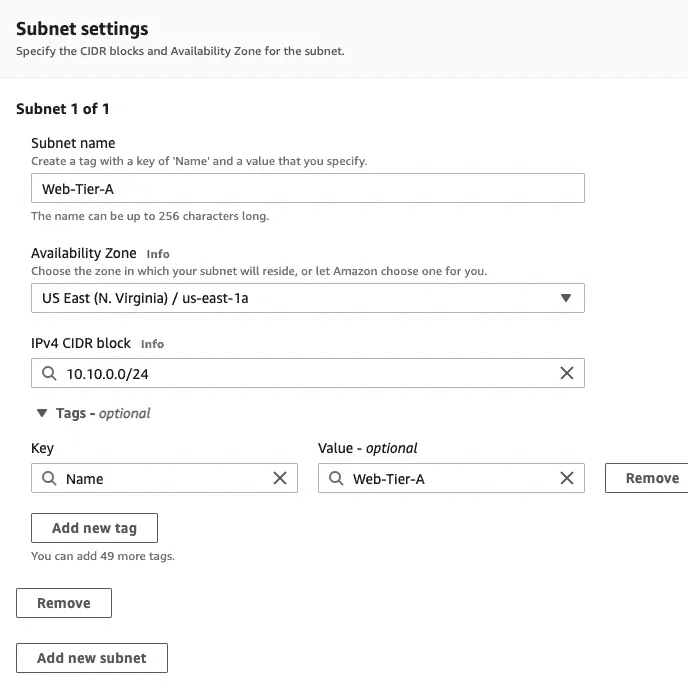 Subnet settings
Specify the CIDR blocks and Availability Zone for the subnet.
Subnet 1 of 1
Subnet name
Create a tag with a key of 'Name' and a value that you specify.
Web-Tier-A
The name can be up to 256 characters long.
Availability Zone Info
Choose the zone in which your subnet will reside, or let Amazon choose one for you.
US East (N. Virginia) / us-east-1a
IPv4 CIDR block Info
10.10.0.0/24
Tags - optional
Key Value - optional
Name Web-Tier-A Remove
Add new tag
You can add 49 more tags.
Remove
Add new subnet